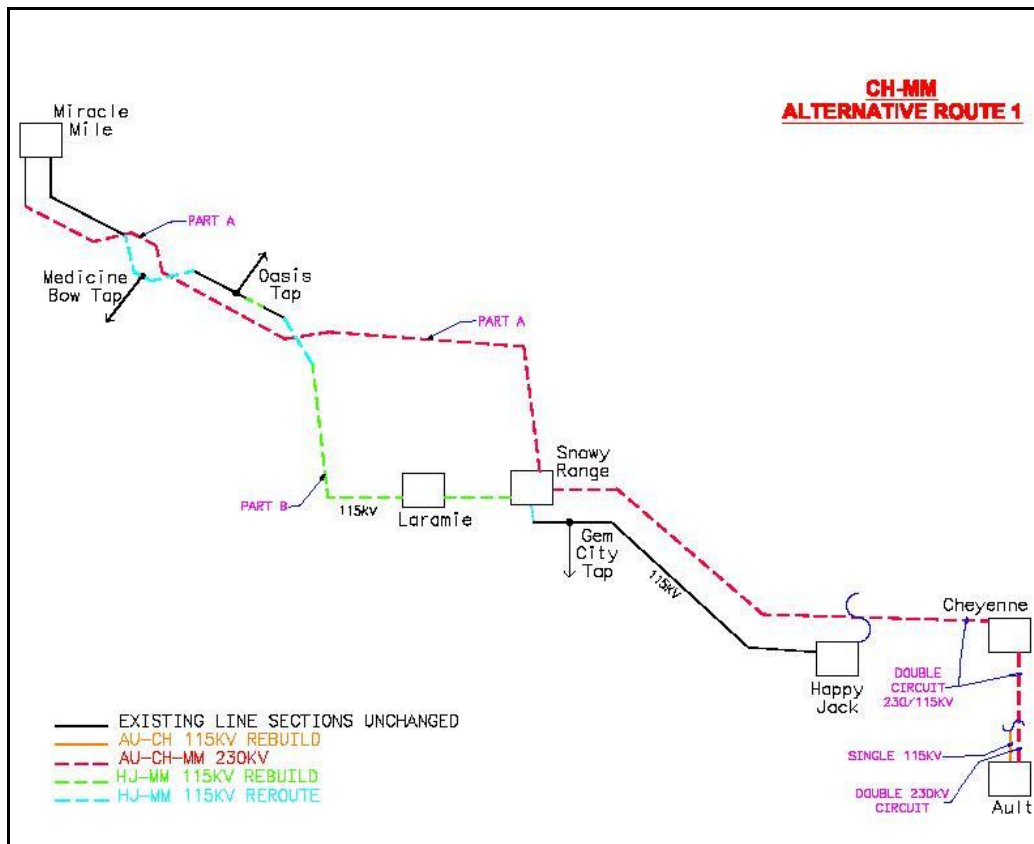 CH-MM
ALTERNATIVE ROUTE 1
Miracle
Mile
PART A
Medicine
Bow Tap
Oasis
Tap
PART A
Snowy
Range
PART B
115KV
Laramie
Gem
City
Tap
115KV
Cheyenne
Happy
Jack
DOUBLE
CIRCUIT
230/115KV
SINGLE 115KV
DOUBLE 230KV
CIRCUIT
Ault
EXISTING LINE SECTIONS UNCHANGED
AU-CH 115KV REBUILD
AU-CH-MM 230KV
HJ-MM 115KV REBUILD
HJ-MM 115KV REROUTE